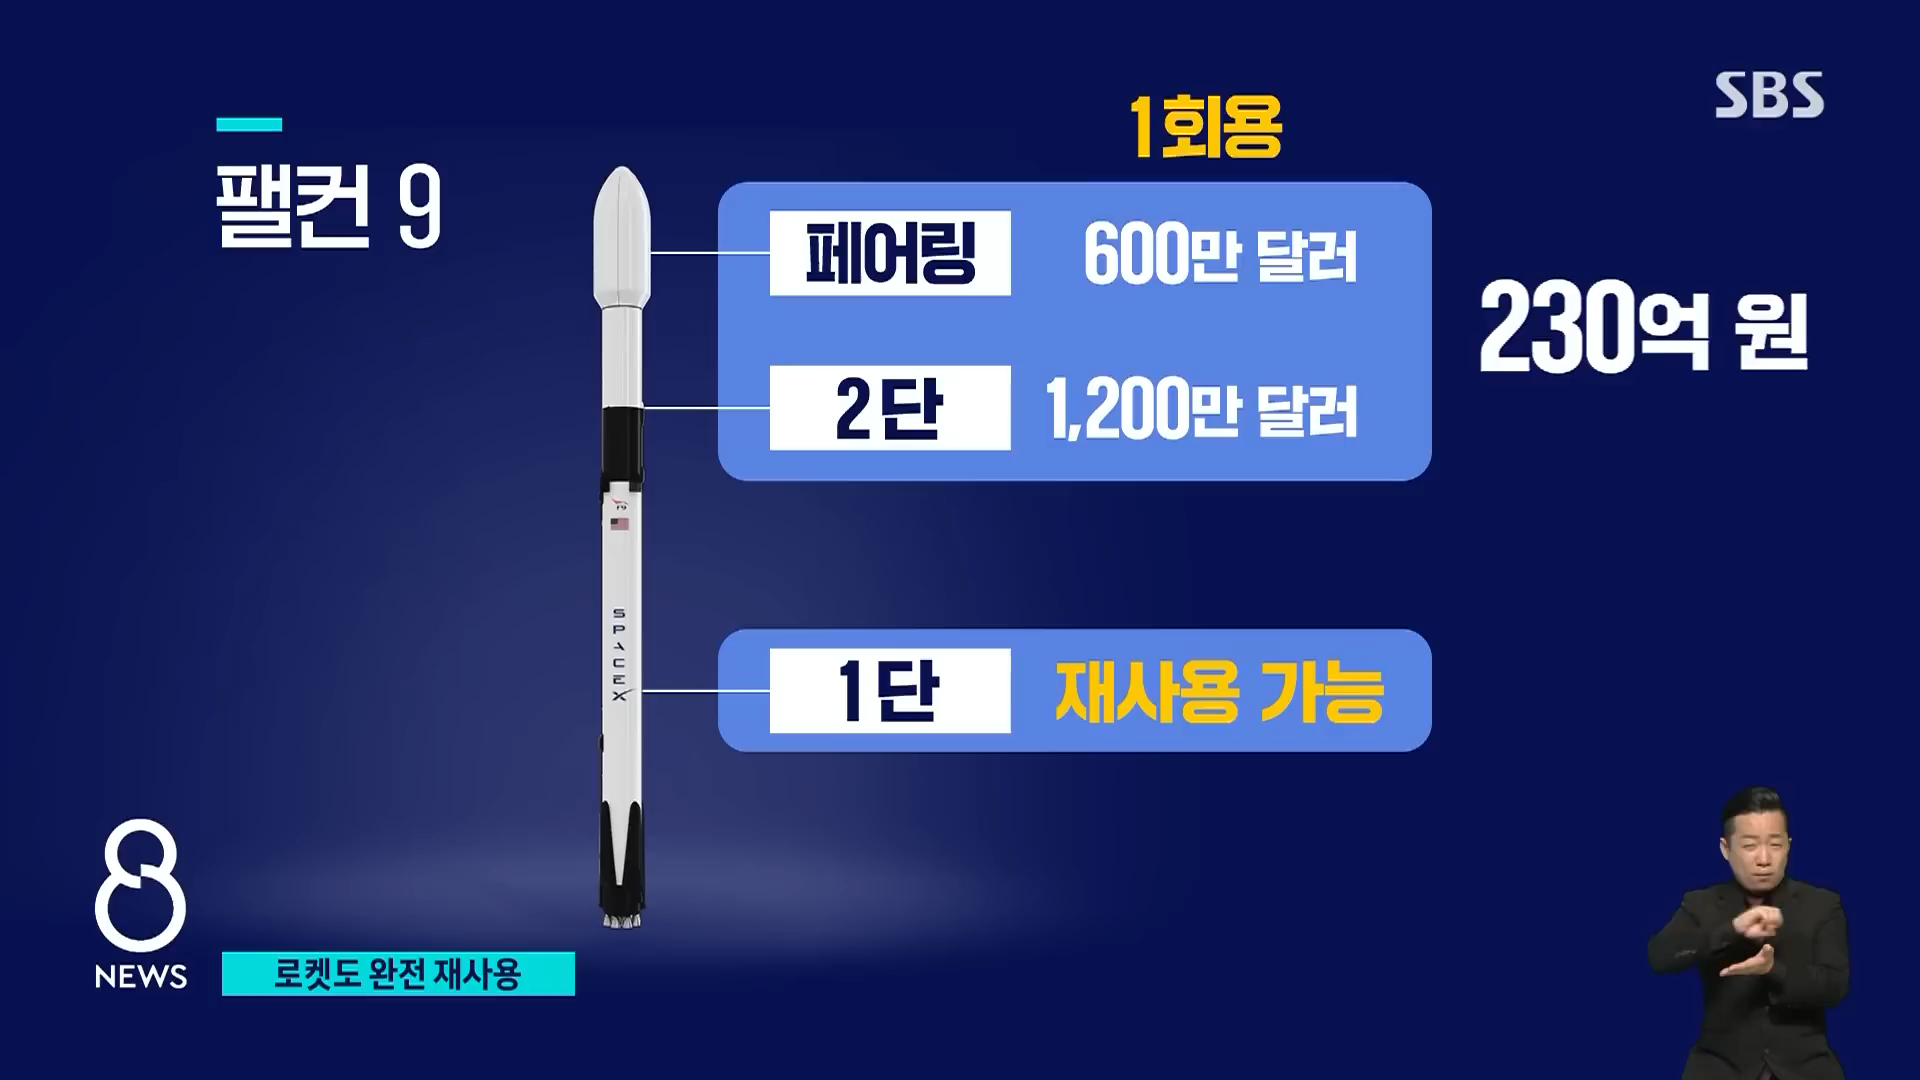 SBS
1회용
팰컨 9
페어링 600만 달러
230억 원
2단 1,200만 달러
F9
SPACEX
1단 재사용 가능
8
NEWS
로켓도 완전 재사용